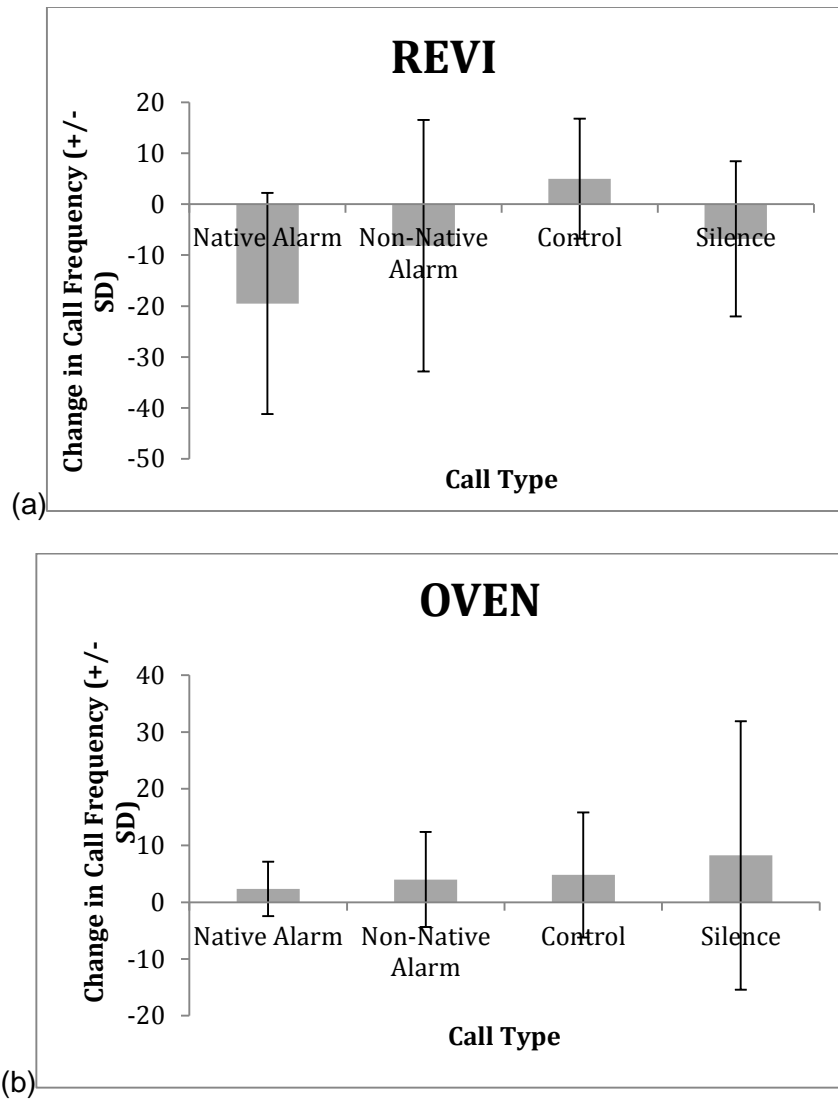 REVI
Change in Call Frequency (+/-
SD)
20
10
0
-10
-20
-30
-40
-50
Native Alarm
Non-Native
Alarm
Control
Silence
Call Type
(a)
OVEN
Change in Call Frequency (+/-
SD)
40
30
20
10
0
-10
-20
Native Alarm
Non-Native
Alarm
Control
Silence
Call Type
(b)